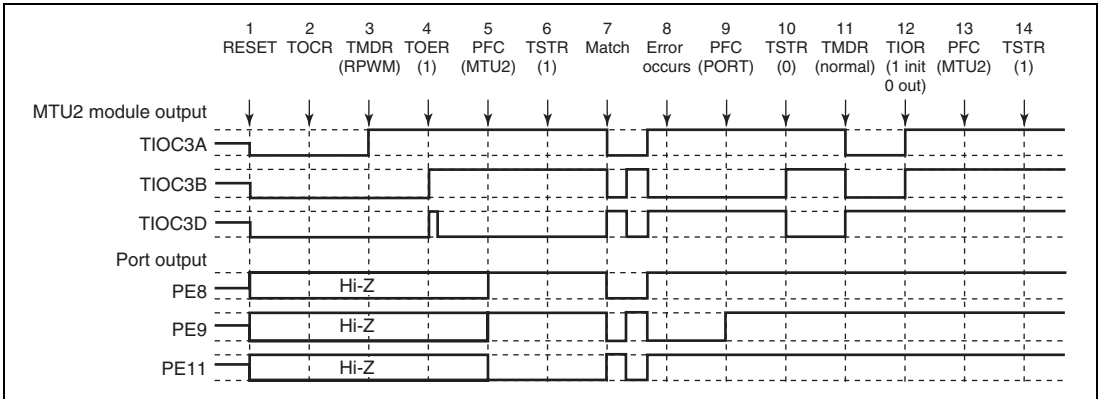 1 2 3 4 5 6 7 8 9 10 11 12 13 14
RESET TOCR TMDR TOER PFC TSTR Match Error PFC TSTR TMDR TIOR PFC TSTR
(RPWM) (1) (MTU2) (1) occurs (PORT) (0) (normal) (1 init (MTU2) (1)
0 out)
MTU2 module output
TIOC3A
TIOC3B
TIOC3D
Port output
PE8 Hi-Z
PE9 Hi-Z
PE11 Hi-Z